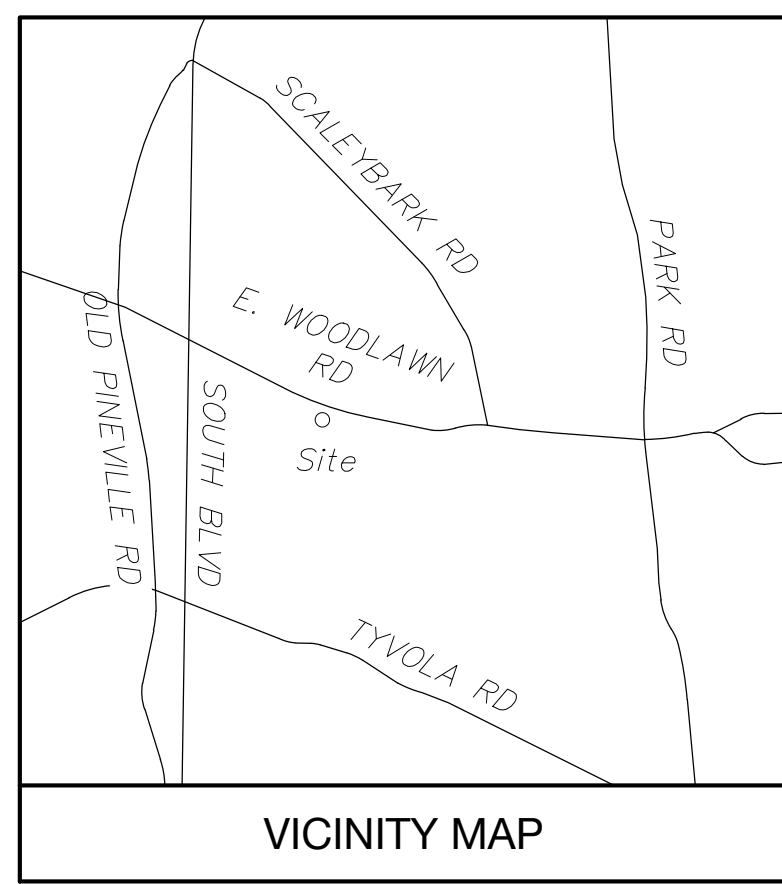 SCALEYBARK RD
PARK RD
E. WOODLAWN
RD
OLD PINEVILLE RD
SOUTH BLVD
Site
TYVOLA RD
VICINITY MAP